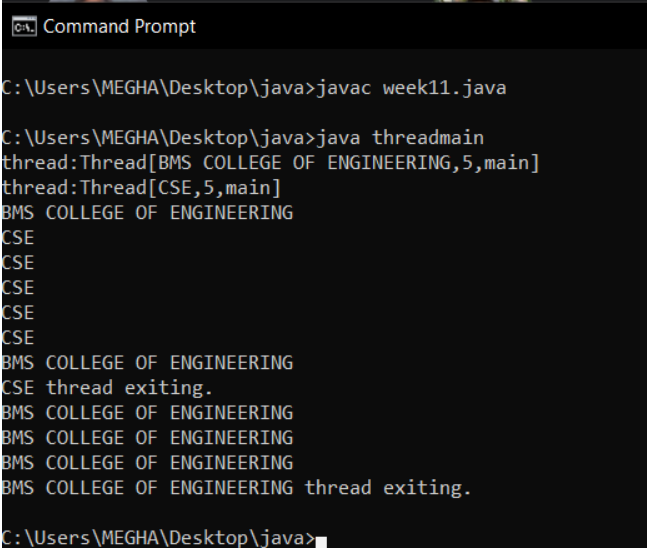 Command Prompt
C:\Users\MEGHA\Desktop\java>javac week11.java
C:\Users\MEGHA\Desktop\java>java threadmain
thread:Thread[BMS COLLEGE OF ENGINEERING,5,main]
thread:Thread[CSE,5,main]
BMS COLLEGE OF ENGINEERING
CSE
CSE
CSE
CSE
CSE
BMS COLLEGE OF ENGINEERING
CSE thread exiting.
BMS COLLEGE OF ENGINEERING
BMS COLLEGE OF ENGINEERING
BMS COLLEGE OF ENGINEERING
BMS COLLEGE OF ENGINEERING thread exiting.
C:\Users\MEGHA\Desktop\java>